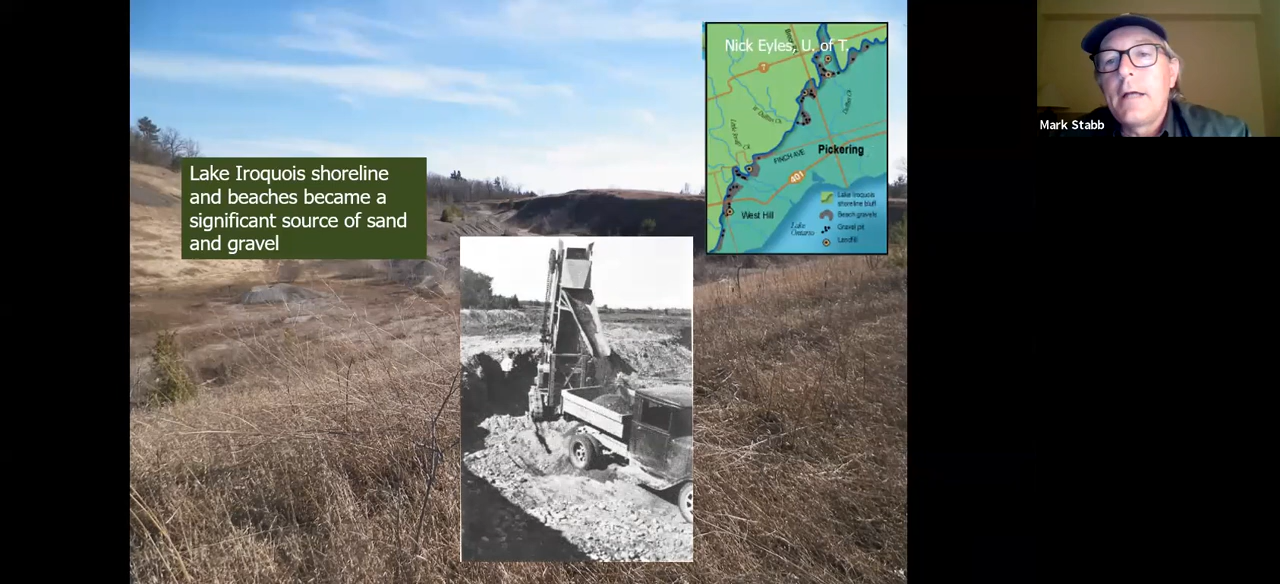 Lake Iroquois shoreline
and beaches became a
significant source of sand
and gravel
Nick Eyles, U. of T.
7
FINCH AVE
Pickering
401
West Hill
Lake
Ontario
Lake Iroquois
shoreline bluff
Beach gravels
Gravel pit
Landfill
Mark Stabb